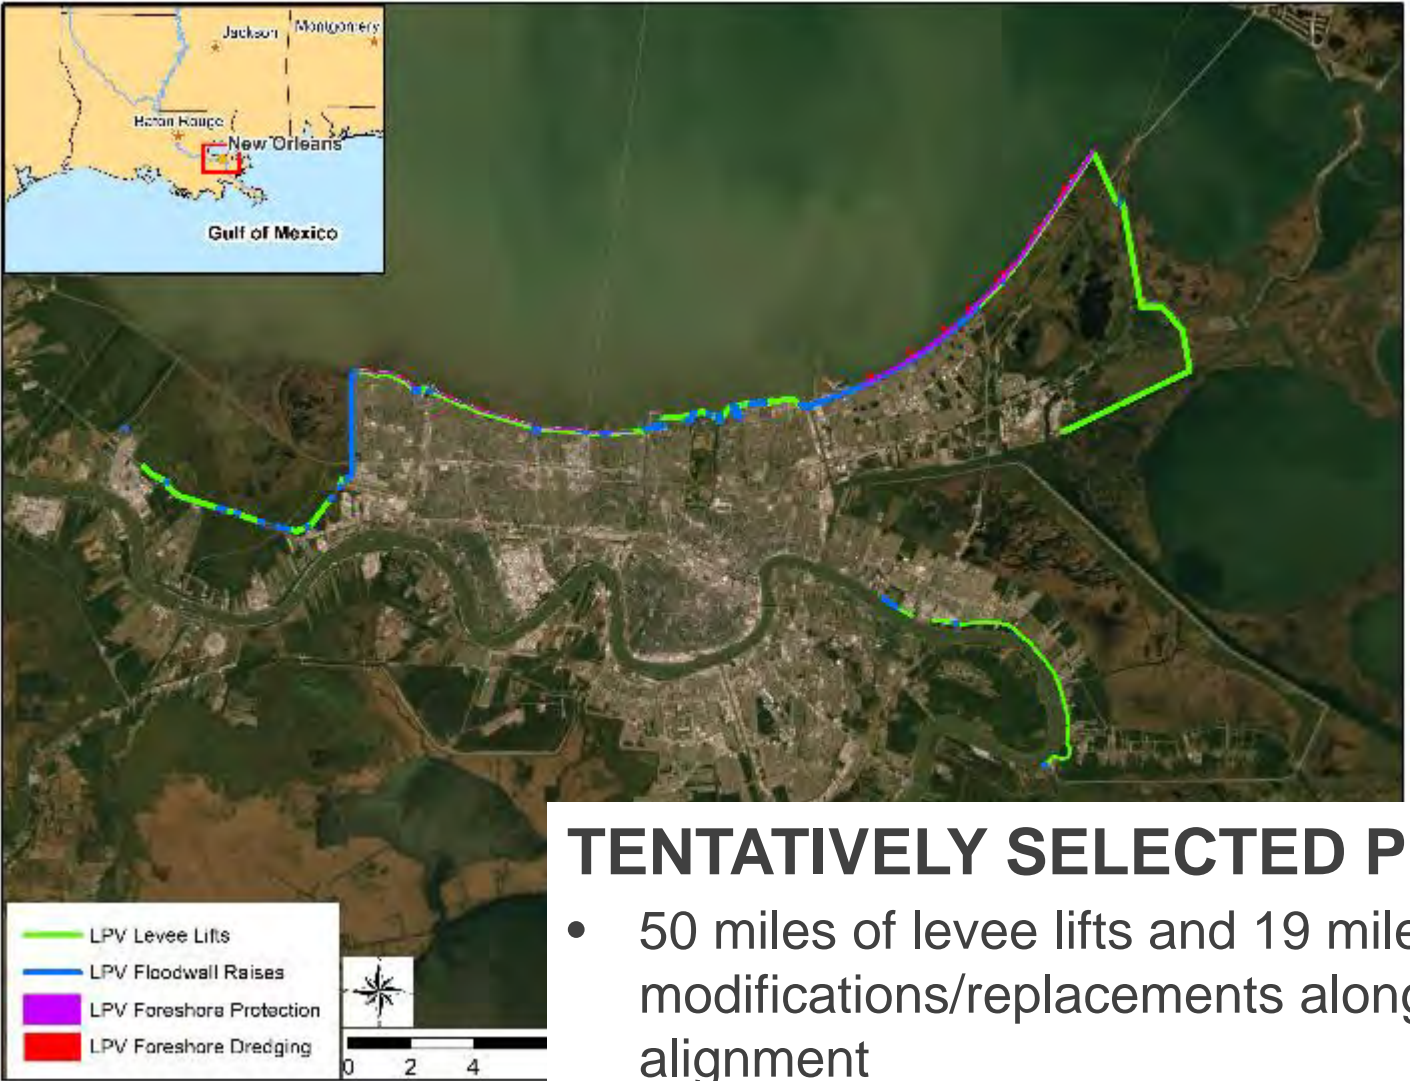 Jackson
Montgomery
Baton Rouge
New Orleans
Gulf of Mexico
LPV Levee Lifts
LPV Floodwall Raises
LPV Foreshore Protection
LPV Foreshore Dredging
0 2 4
TENTATIVELY SELECTED P
• 50 miles of levee lifts and 19 mile
modifications/replacements along
alignment